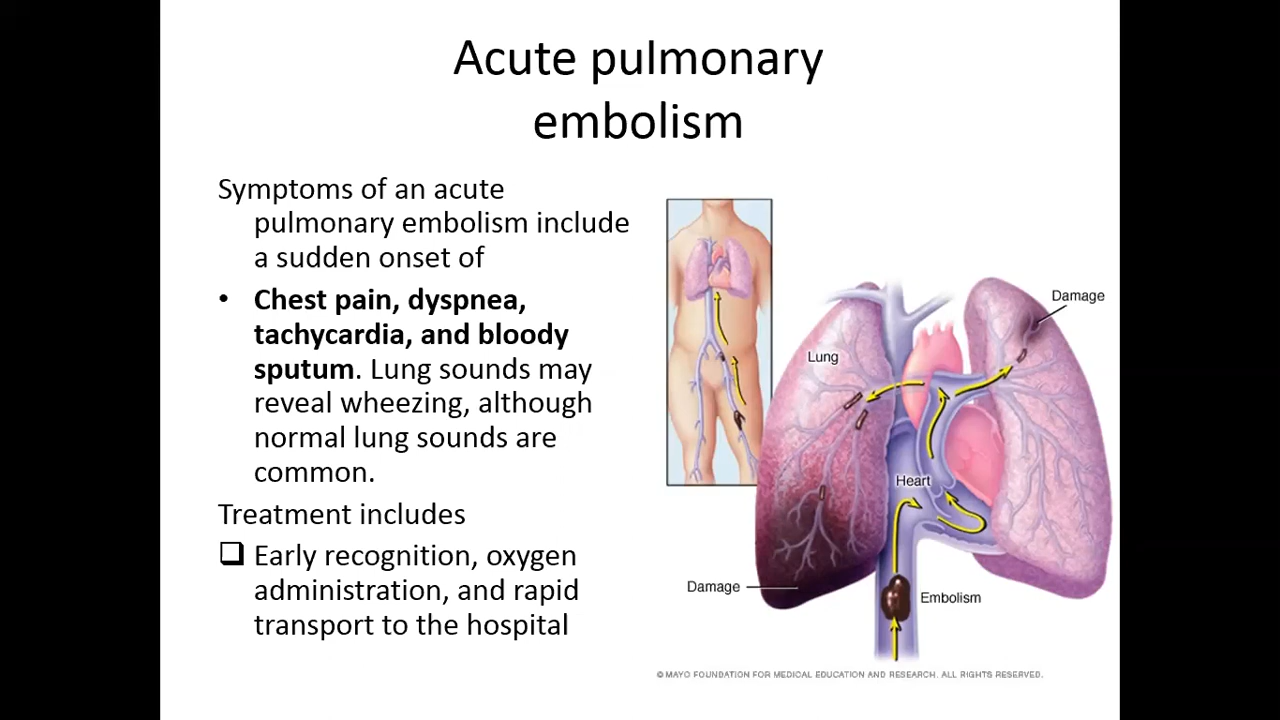 Acute pulmonary
embolism
Symptoms of an acute
pulmonary embolism include
a sudden onset of
• Chest pain, dyspnea,
tachycardia, and bloody
sputum. Lung sounds may
reveal wheezing, although
normal lung sounds are
common.
Treatment includes
❑ Early recognition, oxygen
administration, and rapid
transport to the hospital
Damage
Lung
Heart
Damage
Embolism
© MAYO FOUNDATION FOR MEDICAL EDUCATION AND RESEARCH. ALL RIGHTS RESERVED.